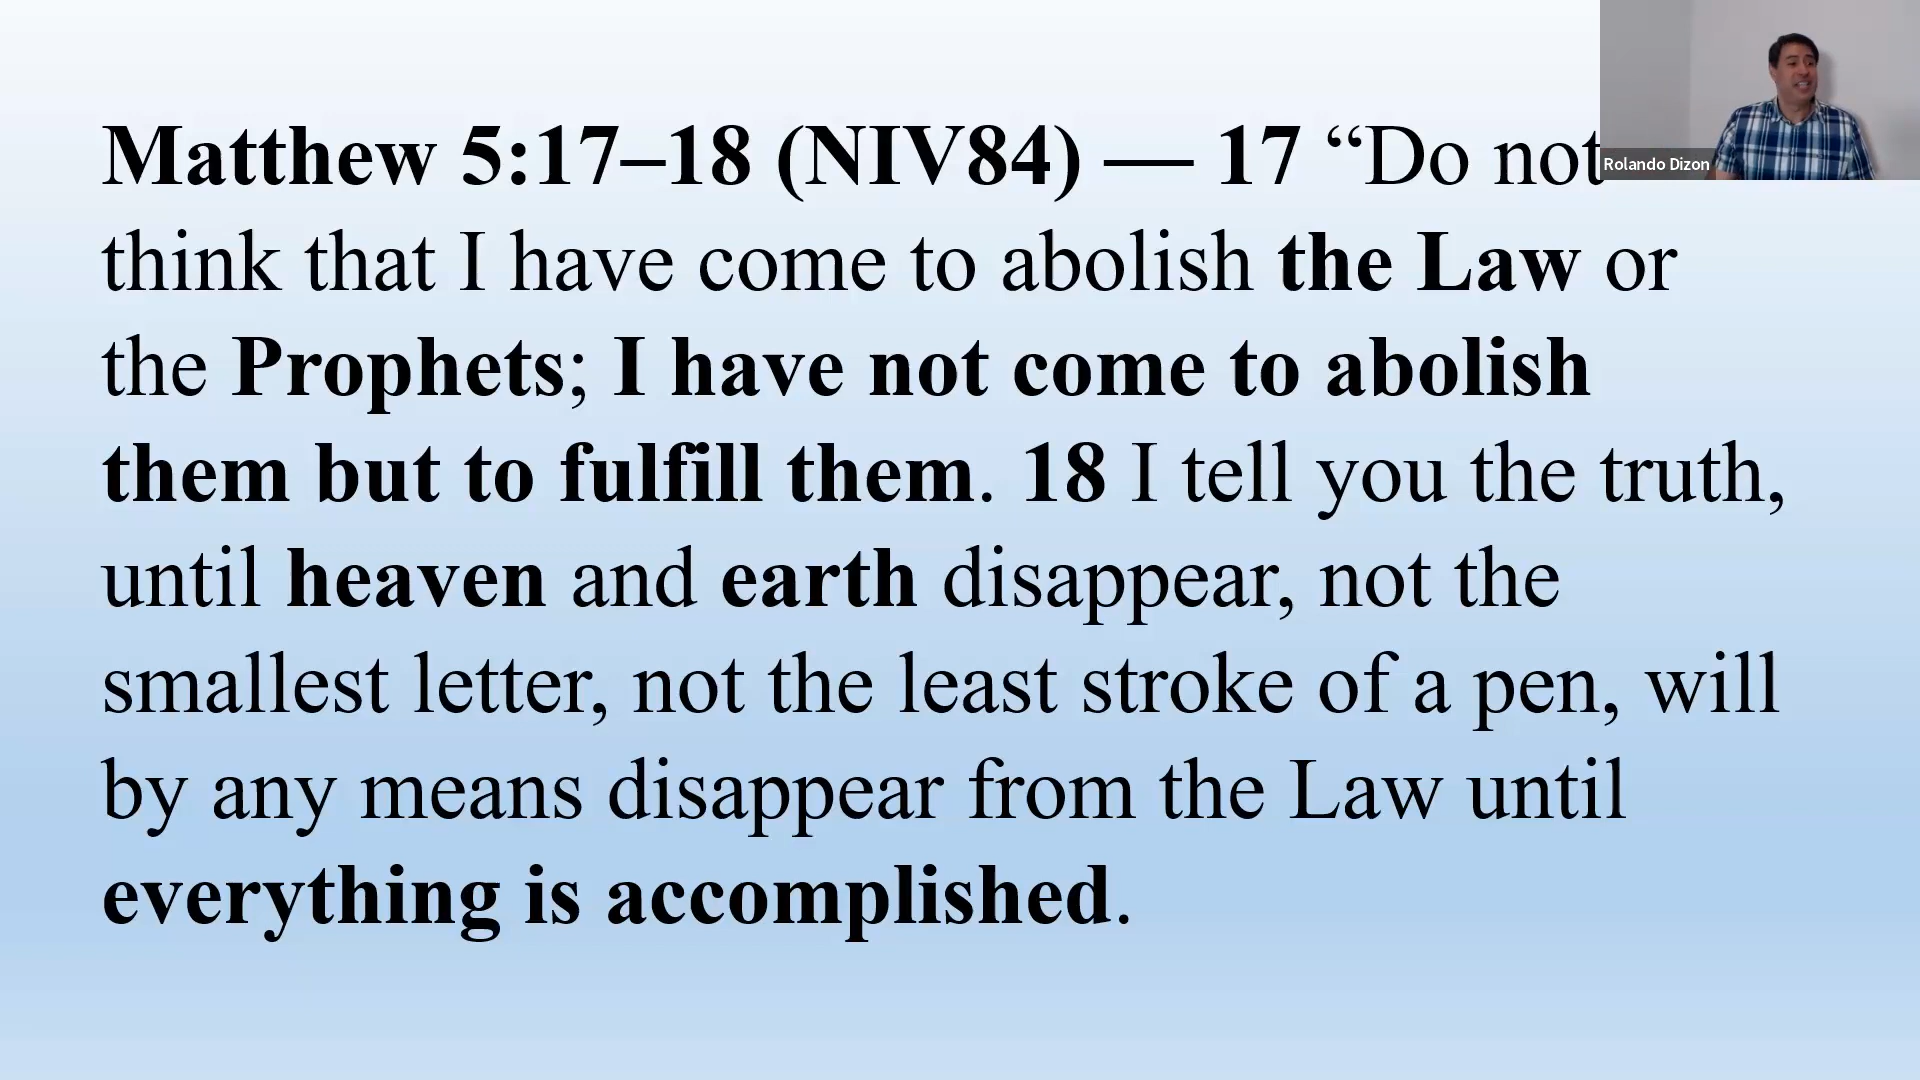 Matthew 5:17–18 (NIV84) — 17 “Do not
Rolando Dizon
think that I have come to abolish the Law or
the Prophets; I have not come to abolish
them but to fulfill them. 18 I tell you the truth,
until heaven and earth disappear, not the
smallest letter, not the least stroke of a pen, will
by any means disappear from the Law until
everything is accomplished.